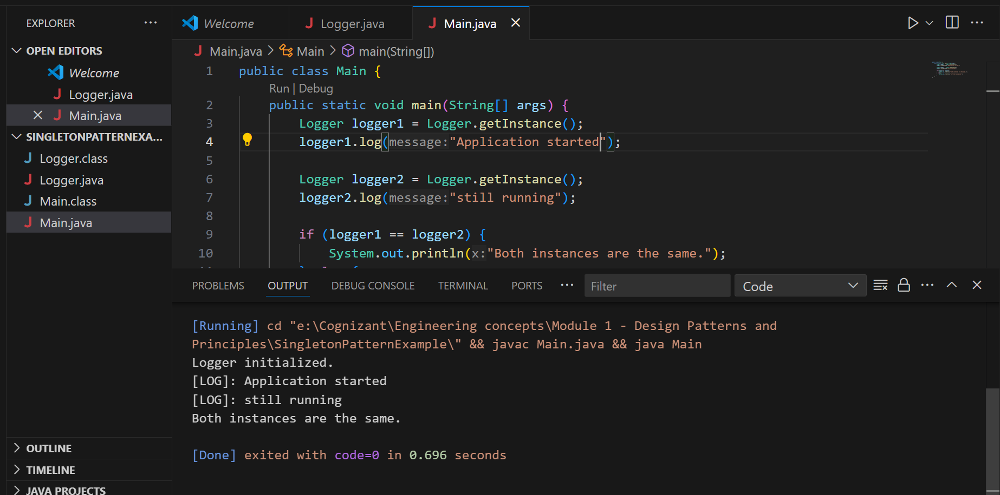 EXPLORER
OPEN EDITORS
Welcome
Logger.java
Main.java
SINGLETONPATTERNEXA...
Logger.class
Logger.java
Main.class
Main.java
OUTLINE
TIMELINE
JAVA PROJECTS
Welcome
Logger.java
Main.java
Main.java > Main > main(String[])
1 public class Main {
Run | Debug
2 public static void main(String[] args) {
3 Logger logger1 = Logger.getInstance();
4 logger1.log(message:"Application started");
5
6 Logger logger2 = Logger.getInstance();
7 logger2.log(message:"still running");
8
9 if (logger1 == logger2) {
10 System.out.println(x:"Both instances are the same.");
PROBLEMS OUTPUT DEBUG CONSOLE TERMINAL PORTS ... Filter Code
[Running] cd "e:\Cognizant\Engineering concepts\Module 1 - Design Patterns and
Principles\SingletonPatternExample\" && javac Main.java && java Main
Logger initialized.
[LOG]: Application started
[LOG]: still running
Both instances are the same.
[Done] exited with code=0 in 0.696 seconds